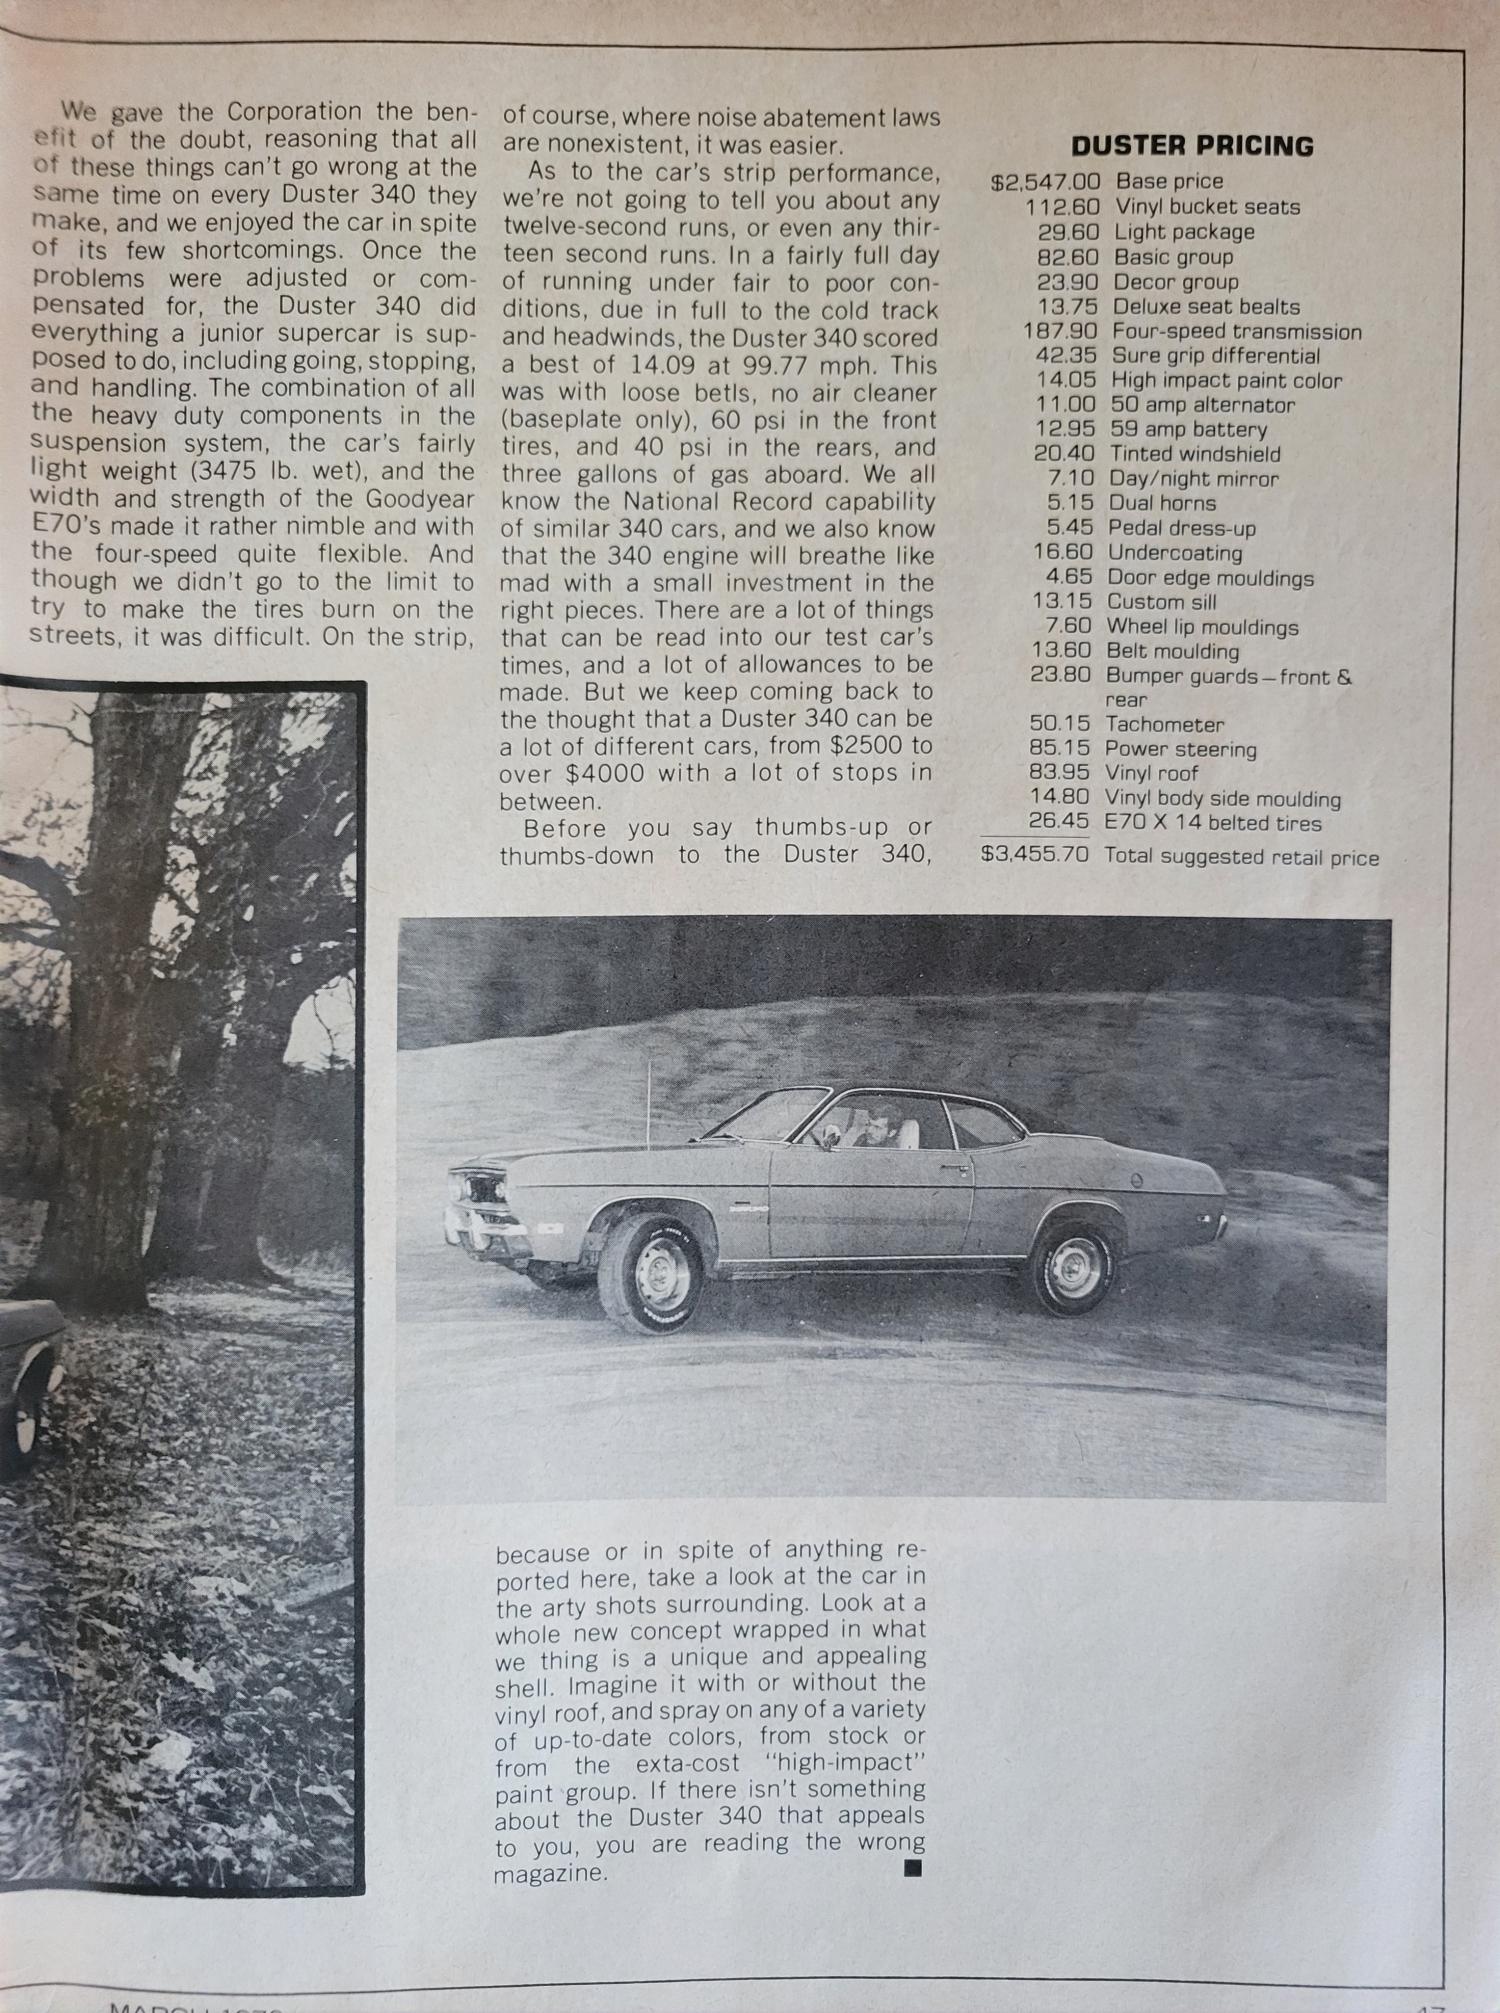 We gave the Corporation the ben-
efit of the doubt, reasoning that all
of these things can't go wrong at the
same time on every Duster 340 they
make, and we enjoyed the car in spite
of its few shortcomings. Once the
problems were adjusted or com-
pensated for, the Duster 340 did
everything a junior supercar is sup-
posed to do, including going, stopping,
and handling. The combination of all
the heavy duty components in the
suspension system, the car's fairly
light weight (3475 lb. wet), and the
width and strength of the Goodyear
E70's made it rather nimble and with
the four-speed quite flexible. And
though we didn't go to the limit to
try to make the tires burn on the
streets, it was difficult. On the strip,
of course, where noise abatement laws
are nonexistent, it was easier.
As to the car's strip performance,
we're not going to tell you about any
twelve-second runs, or even any thir-
teen second runs. In a fairly full day
of running under fair to poor con-
ditions, due in full to the cold track
and headwinds, the Duster 340 scored
a best of 14.09 at 99.77 mph. This
was with loose betls, no air cleaner
(baseplate only), 60 psi in the front
tires, and 40 psi in the rears, and
three gallons of gas aboard. We all
know the National Record capability
of similar 340 cars, and we also know
that the 340 engine will breathe like
mad with a small investment in the
right pieces. There are a lot of things
that can be read into our test car's
times, and a lot of allowances to be
made. But we keep coming back to
the thought that a Duster 340 can be
a lot of different cars, from $2500 to
over $4000 with a lot of stops in
between.
Before you say thumbs-up or
thumbs-down to the Duster 340,
because or in spite of anything re-
ported here, take a look at the car in
the arty shots surrounding. Look at a
whole new concept wrapped in what
we thing is a unique and appealing
shell. Imagine it with or without the
vinyl roof, and spray on any of a variety
of up-to-date colors, from stock or
from the exta-cost "high-impact"
paint group. If there isn't something
about the Duster 340 that appeals
to you, you are reading the wrong
magazine.
DUSTER PRICING
$2,547.00 Base price
112.60 Vinyl bucket seats
29.60 Light package
82.60 Basic group
23.90 Decor group
13.75 Deluxe seat bealts
187.90 Four-speed transmission
42.35 Sure grip differential
14.05 High impact paint color
11.00 50 amp alternator
12.95 59 amp battery
20.40 Tinted windshield
7.10 Day/night mirror
5.15 Dual horns
5.45 Pedal dress-up
16.60 Undercoating
4.65 Door edge mouldings
13.15 Custom sill
7.60 Wheel lip mouldings
13.60 Belt moulding
23.80 Bumper guards—front &
rear
50.15 Tachometer
85.15 Power steering
83.95 Vinyl roof
14.80 Vinyl body side moulding
26.45 E70 X 14 belted tires
$3,455.70 Total suggested retail price
MARCH 1970
47